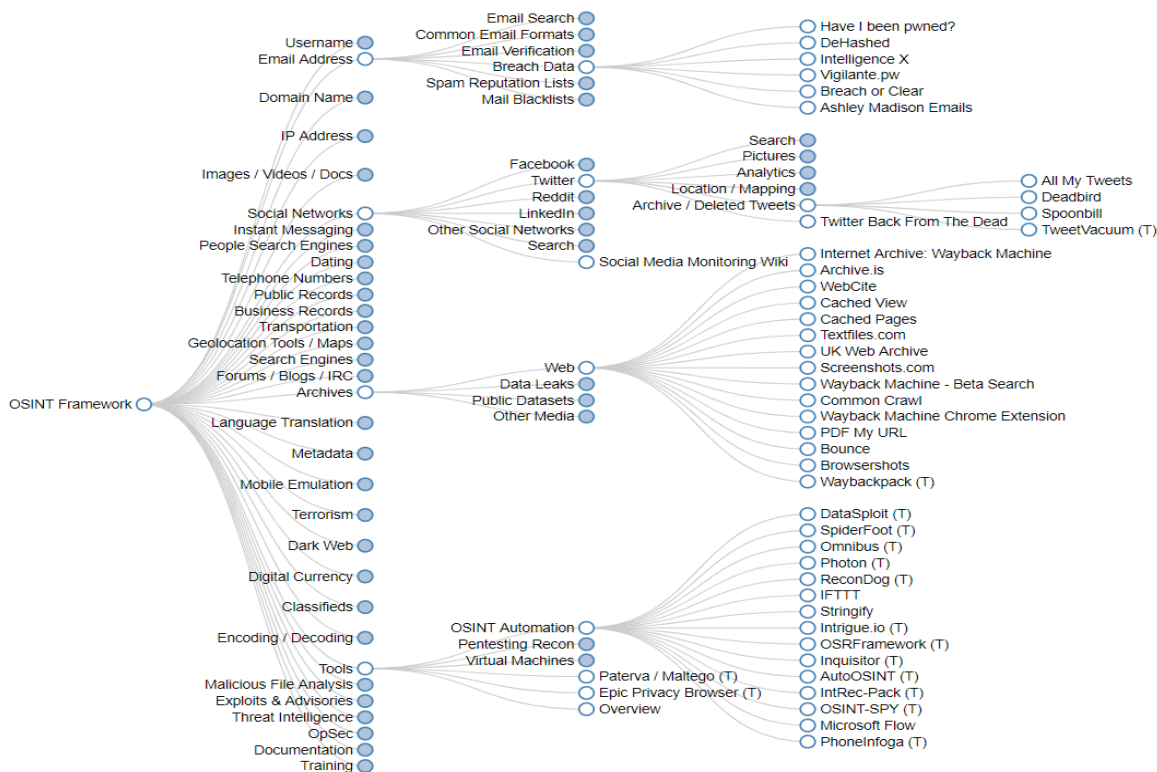 OSINT Framework
Username
Email Address
Domain Name
IP Address
Images / Videos / Docs
Social Networks
Instant Messaging
People Search Engines
Dating
Telephone Numbers
Public Records
Business Records
Transportation
Geolocation Tools / Maps
Search Engines
Forums / Blogs / IRC
Archives
Language Translation
Metadata
Mobile Emulation
Terrorism
Dark Web
Digital Currency
Classifieds
Encoding / Decoding
Tools
Malicious File Analysis
Exploits & Advisories
Threat Intelligence
OpSec
Documentation
Training
Email Search
Common Email Formats
Email Verification
Breach Data
Spam Reputation Lists
Mail Blacklists
Facebook
Twitter
Reddit
LinkedIn
Other Social Networks
Search
Social Media Monitoring Wiki
Web
Data Leaks
Public Datasets
Other Media
OSINT Automation
Pentesting Recon
Virtual Machines
Paterva / Maltego (T)
Epic Privacy Browser (T)
Overview
Have I been pwned?
DeHashed
Intelligence X
Vigilante.pw
Breach or Clear
Ashley Madison Emails
Search
Pictures
Analytics
Location / Mapping
Archive / Deleted Tweets
Twitter Back From The Dead
Internet Archive: Wayback Machine
Archive.is
WebCite
Cached View
Cached Pages
Textfiles.com
UK Web Archive
Screenshots.com
Wayback Machine - Beta Search
Common Crawl
Wayback Machine Chrome Extension
PDF My URL
Bounce
Browsershots
Waybackpack (T)
DataSploit (T)
SpiderFoot (T)
Omnibus (T)
Photon (T)
ReconDog (T)
IFTTT
Stringify
Intrigue.io (T)
OSRFramework (T)
Inquisitor (T)
AutoOSINT (T)
IntRec-Pack (T)
OSINT-SPY (T)
Microsoft Flow
PhoneInfoga (T)
All My Tweets
Deadbird
Spoonbill
TweetVacuum (T)